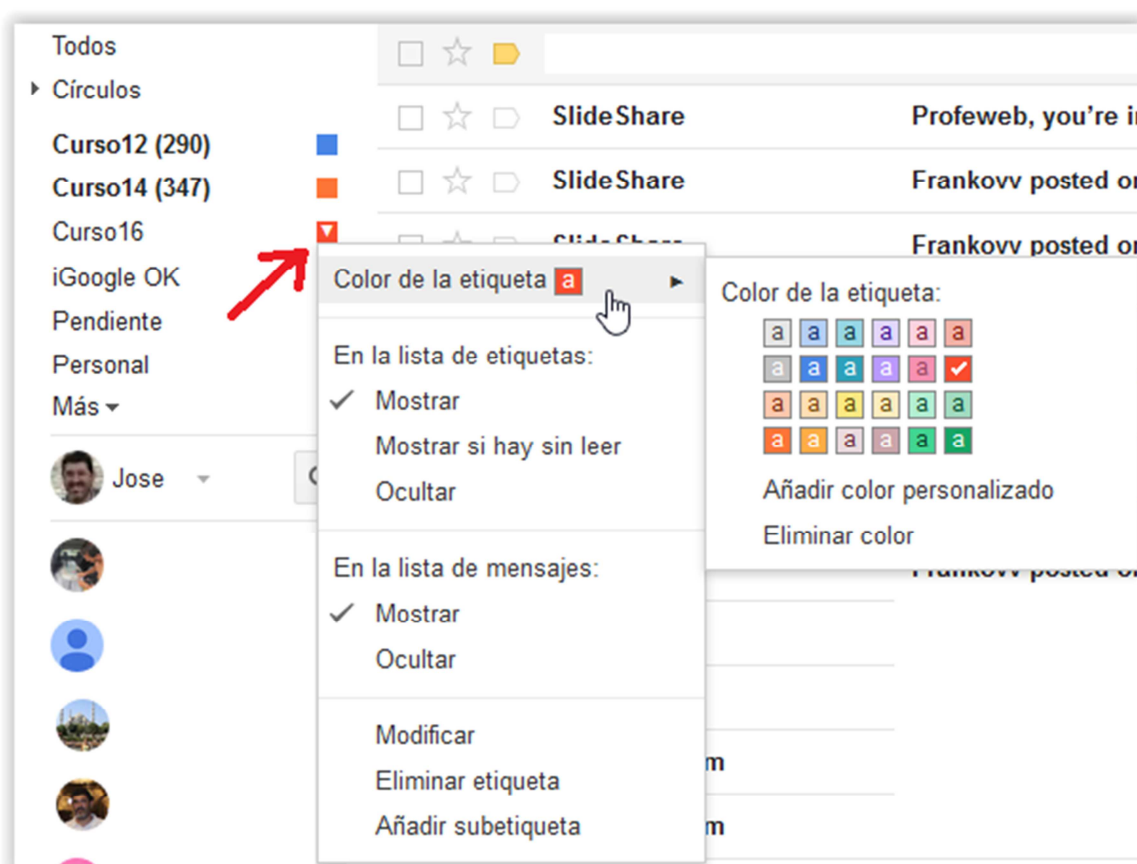 Todos
Círculos
Curso12 (290)
Curso14 (347)
Curso16
iGoogle OK
Pendiente
Personal
Más
Jose
SlideShare
Profeweb, you're i
SlideShare
Frankovv posted o
SlideShare
Frankovv posted o
Color de la etiqueta a
En la lista de etiquetas:
Mostrar
Mostrar si hay sin leer
Ocultar
En la lista de mensajes:
Mostrar
Ocultar
Modificar
Eliminar etiqueta
Añadir subetiqueta
Color de la etiqueta:
a a a a a a
a a a a a
a a a a a a
a a a a a a
Añadir color personalizado
Eliminar color
Frankovv posted o
m
m